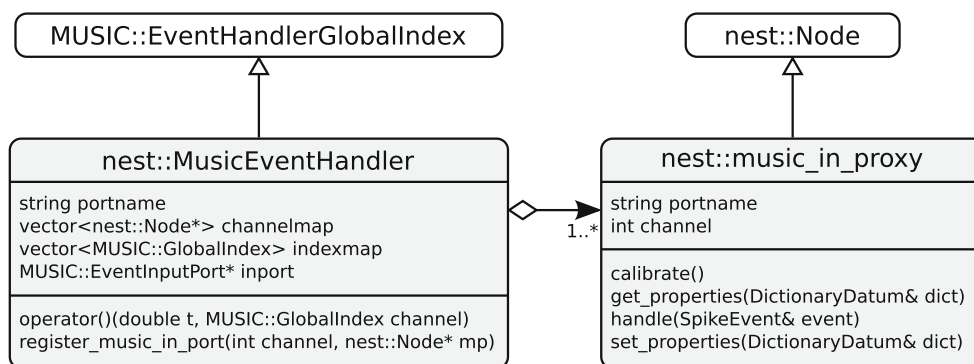 MUSIC::EventHandlerGlobalIndex
nest::Node
nest::MusicEventHandler
string portname
vector<nest::Node*> channelmap
vector<MUSIC::GlobalIndex> indexmap
MUSIC::EventInputPort* inport
operator()(double t, MUSIC::GlobalIndex channel)
register_music_in_port(int channel, nest::Node* mp)
1..*
nest::music_in_proxy
string portname
int channel
calibrate()
get_properties(DictionaryDatum& dict)
handle(SpikeEvent& event)
set_properties(DictionaryDatum& dict)